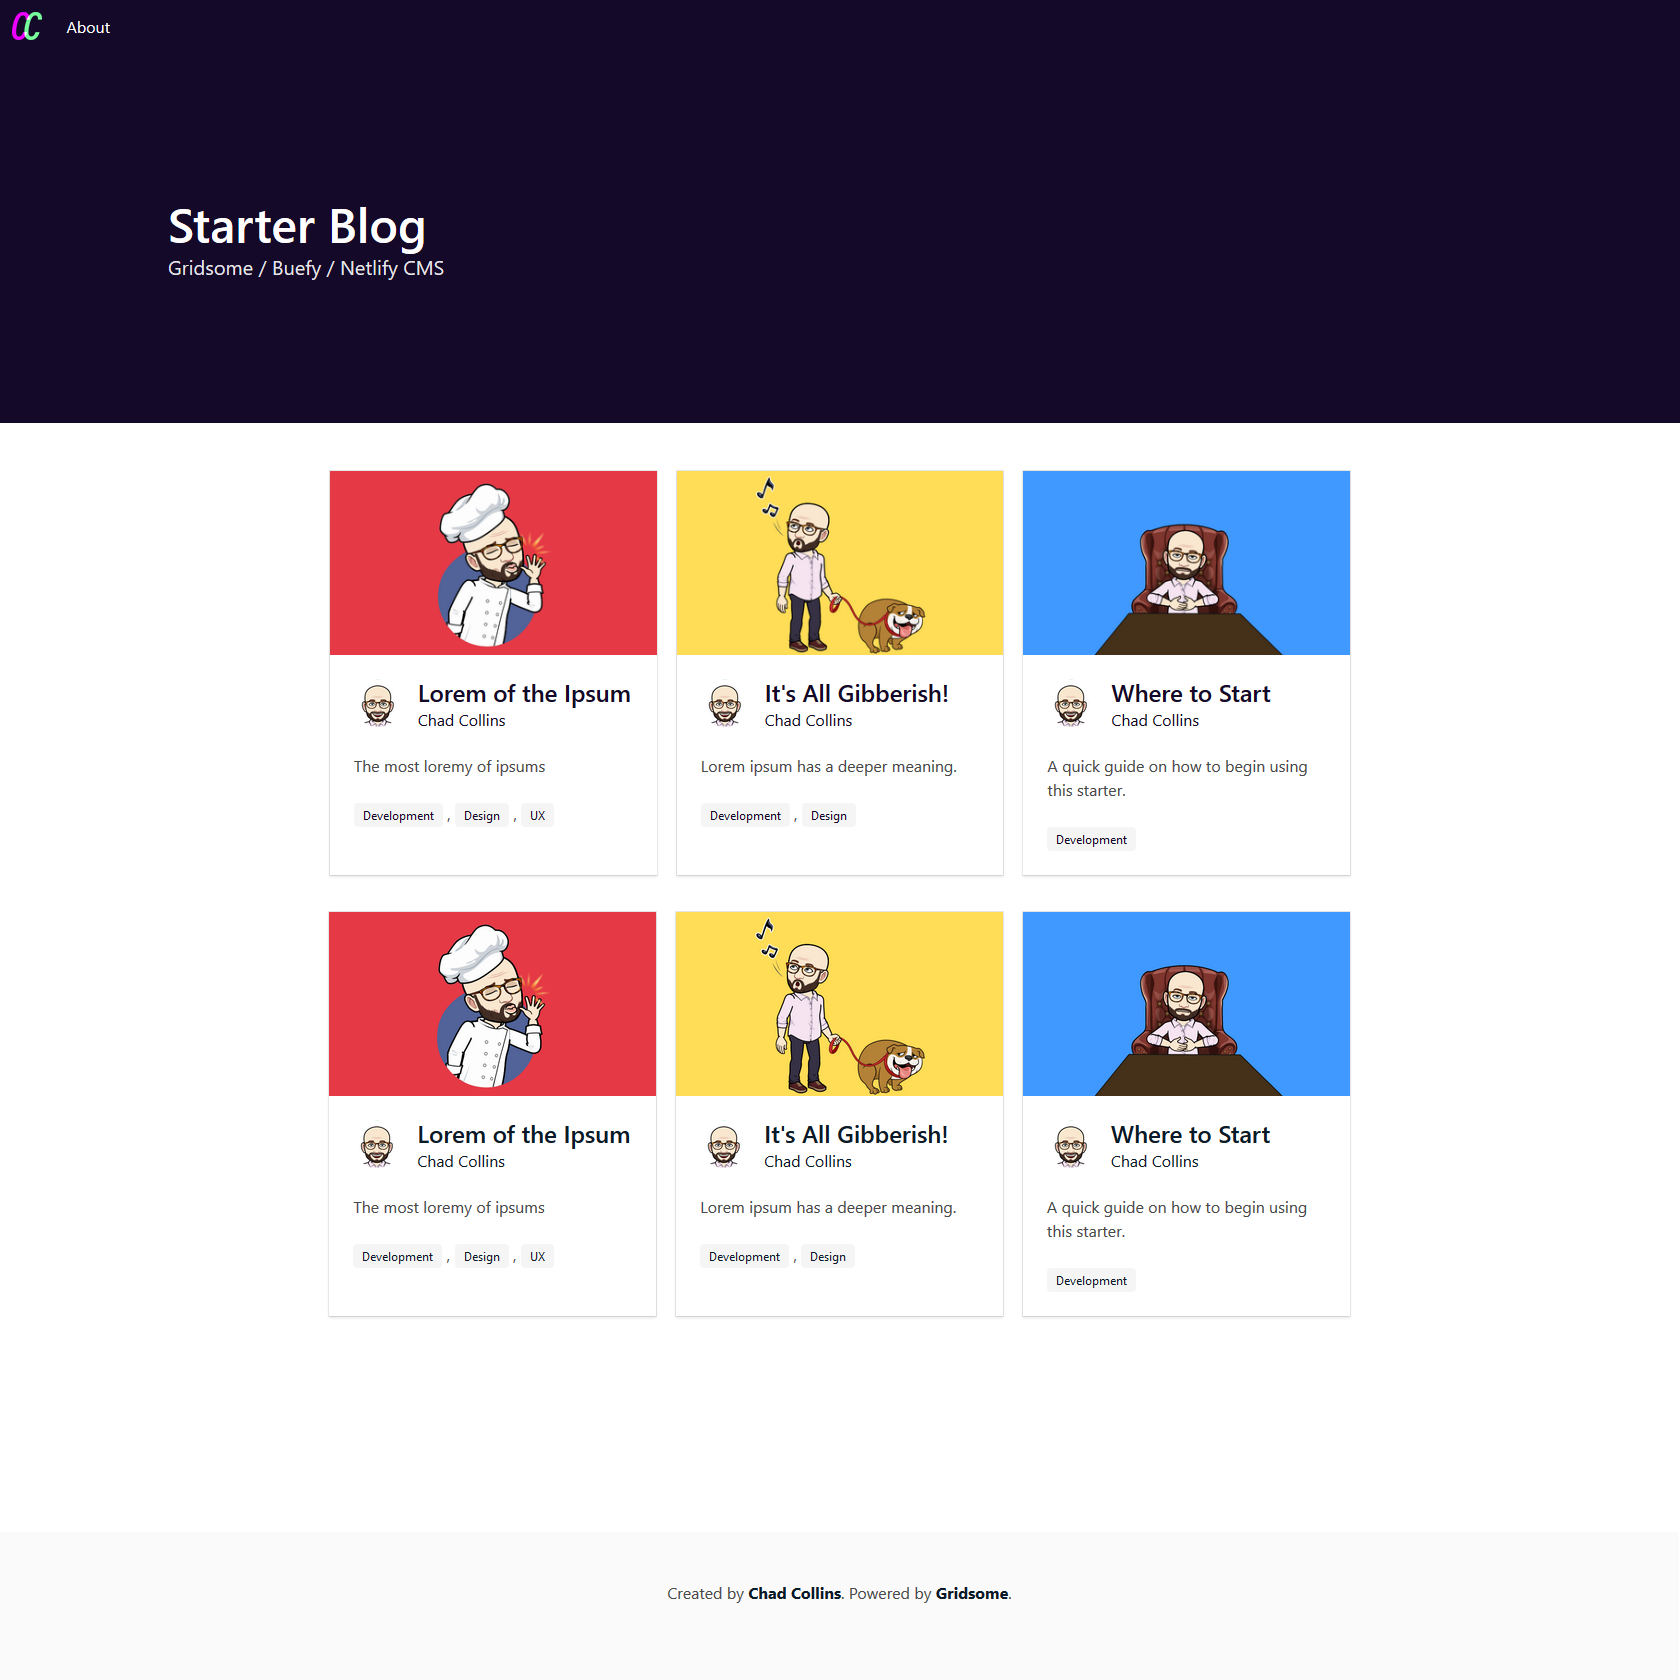 CC About
Starter Blog
Gridsome / Buefy / Netlify CMS
Lorem of the Ipsum
Chad Collins
The most loremy of ipsums
Development , Design , UX
It's All Gibberish!
Chad Collins
Lorem ipsum has a deeper meaning.
Development , Design
Where to Start
Chad Collins
A quick guide on how to begin using
this starter.
Development
Lorem of the Ipsum
Chad Collins
The most loremy of ipsums
Development , Design , UX
It's All Gibberish!
Chad Collins
Lorem ipsum has a deeper meaning.
Development , Design
Where to Start
Chad Collins
A quick guide on how to begin using
this starter.
Development
Created by Chad Collins. Powered by Gridsome.